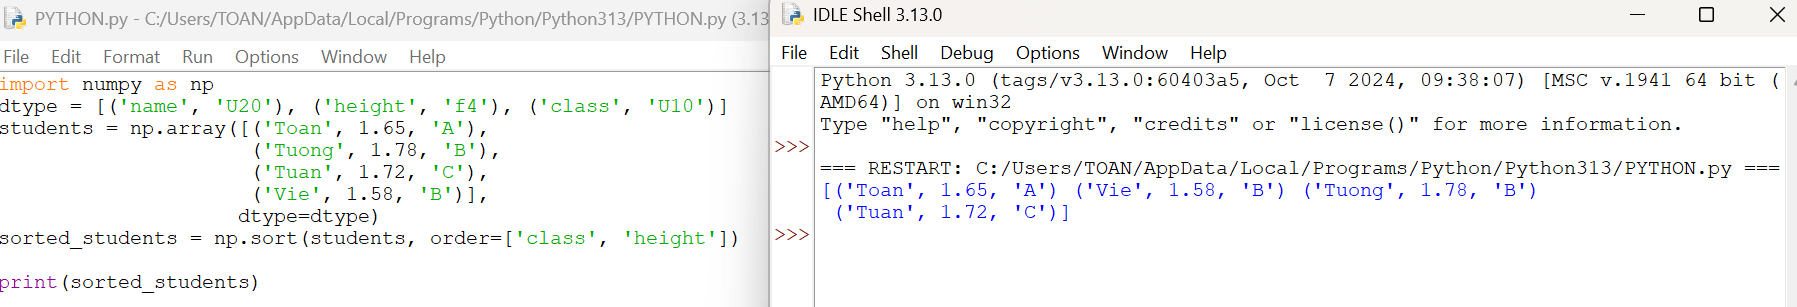 PYTHON.py - C:/Users/TOAN/AppData/Local/Programs/Python/Python313/PYTHON.py (3.13
File Edit Format Run Options Window Help
import numpy as np
dtype = [('name', 'U20'), ('height', 'f4'), ('class', 'U10')]
students = np.array([('Toan', 1.65, 'A'),
('Tuong', 1.78, 'B'),
('Tuan', 1.72, 'C'),
('Vie', 1.58, 'B')],
dtype=dtype)
sorted_students = np.sort(students, order=['class', 'height'])
print(sorted_students)
IDLE Shell 3.13.0
File Edit Shell Debug Options Window Help
Python 3.13.0 (tags/v3.13.0:60403a5, Oct  7 2024, 09:38:07) [MSC v.1941 64 bit (
AMD64)] on win32
Type "help", "copyright", "credits" or "license()" for more information.
>>>
=== RESTART: C:/Users/TOAN/AppData/Local/Programs/Python/Python313/PYTHON.py ===
[('Toan', 1.65, 'A') ('Vie', 1.58, 'B') ('Tuong', 1.78, 'B')
('Tuan', 1.72, 'C')]
>>>